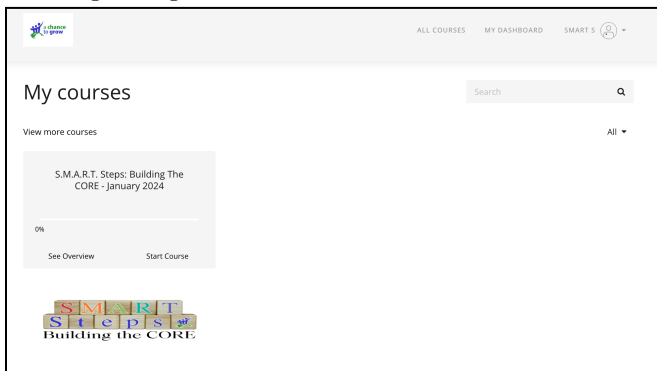 a chance
to grow
ALL COURSES MY DASHBOARD SMART S
My courses
Search
View more courses
All
S.M.A.R.T. Steps: Building The
CORE - January 2024
0%
See Overview Start Course
SMART
Steps
Building the CORE